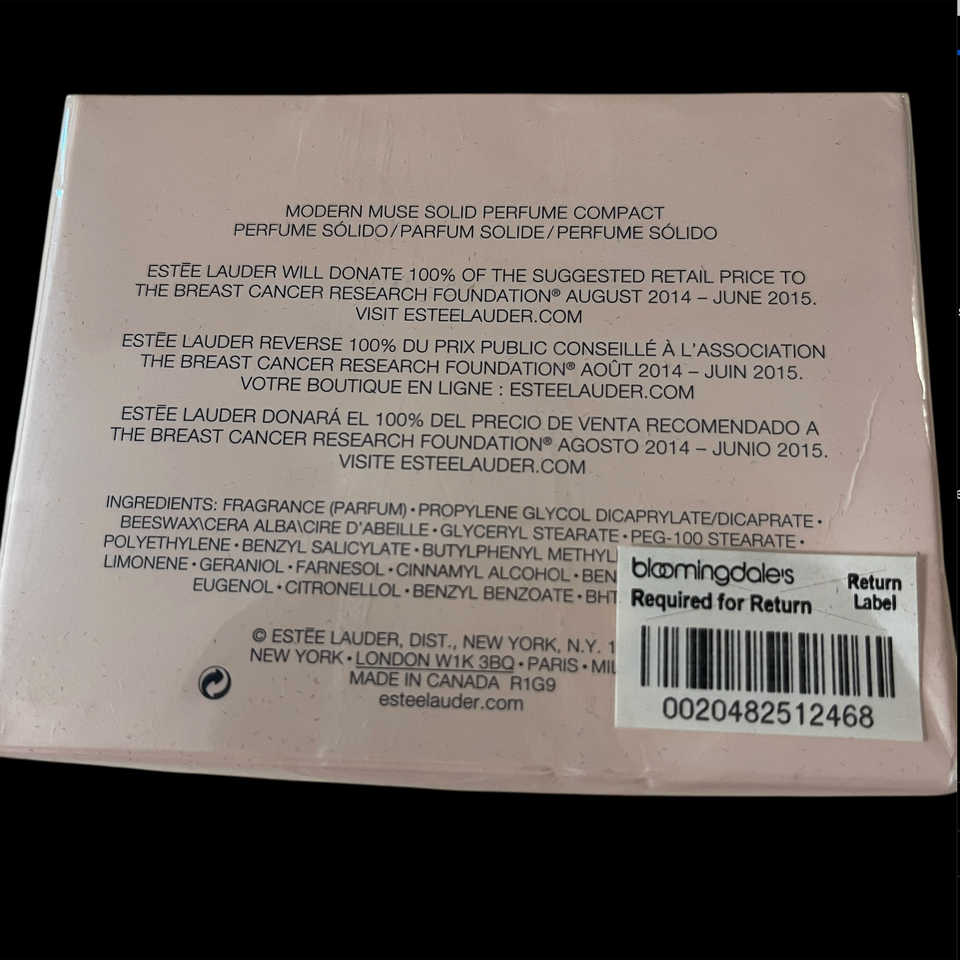 MODERN MUSE SOLID PERFUME COMPACT
PERFUME SÓLIDO/PARFUM SOLIDE/PERFUME SÓLIDO
ESTĒE LAUDER WILL DONATE 100% OF THE SUGGESTED RETAIL PRICE TO
THE BREAST CANCER RESEARCH FOUNDATION® AUGUST 2014 – JUNE 2015.
VISIT ESTEELAUDER.COM
ESTĒE LAUDER REVERSE 100% DU PRIX PUBLIC CONSEILLÉ À L'ASSOCIATION
THE BREAST CANCER RESEARCH FOUNDATION® AOÛT 2014 – JUIN 2015.
VOTRE BOUTIQUE EN LIGNE : ESTEELAUDER.COM
ESTĒE LAUDER DONARÁ EL 100% DEL PRECIO DE VENTA RECOMENDADO A
THE BREAST CANCER RESEARCH FOUNDATION® AGOSTO 2014 – JUNIO 2015.
VISITE ESTEELAUDER.COM
INGREDIENTS: FRAGRANCE (PARFUM)•PROPYLENE GLYCOL DICAPRYLATE/DICAPRATE•
BEESWAX\CERA ALBA\CIRE D'ABEILLE•GLYCERYL STEARATE•PEG-100 STEARATE•
POLYETHYLENE•BENZYL SALICYLATE•BUTYLPHENYL METHYL
LIMONENE•GERANIOL•FARNESOL•CINNAMYL ALCOHOL•BEN
EUGENOL•CITRONELLOL•BENZYL BENZOATE•BHT
© ESTĒE LAUDER, DIST., NEW YORK, N.Y. 1
NEW YORK•LONDON W1K 3BQ•PARIS•MIL
MADE IN CANADA R1G9
esteelauder.com
bloomingdale's
Return
Label
Required for Return
0020482512468